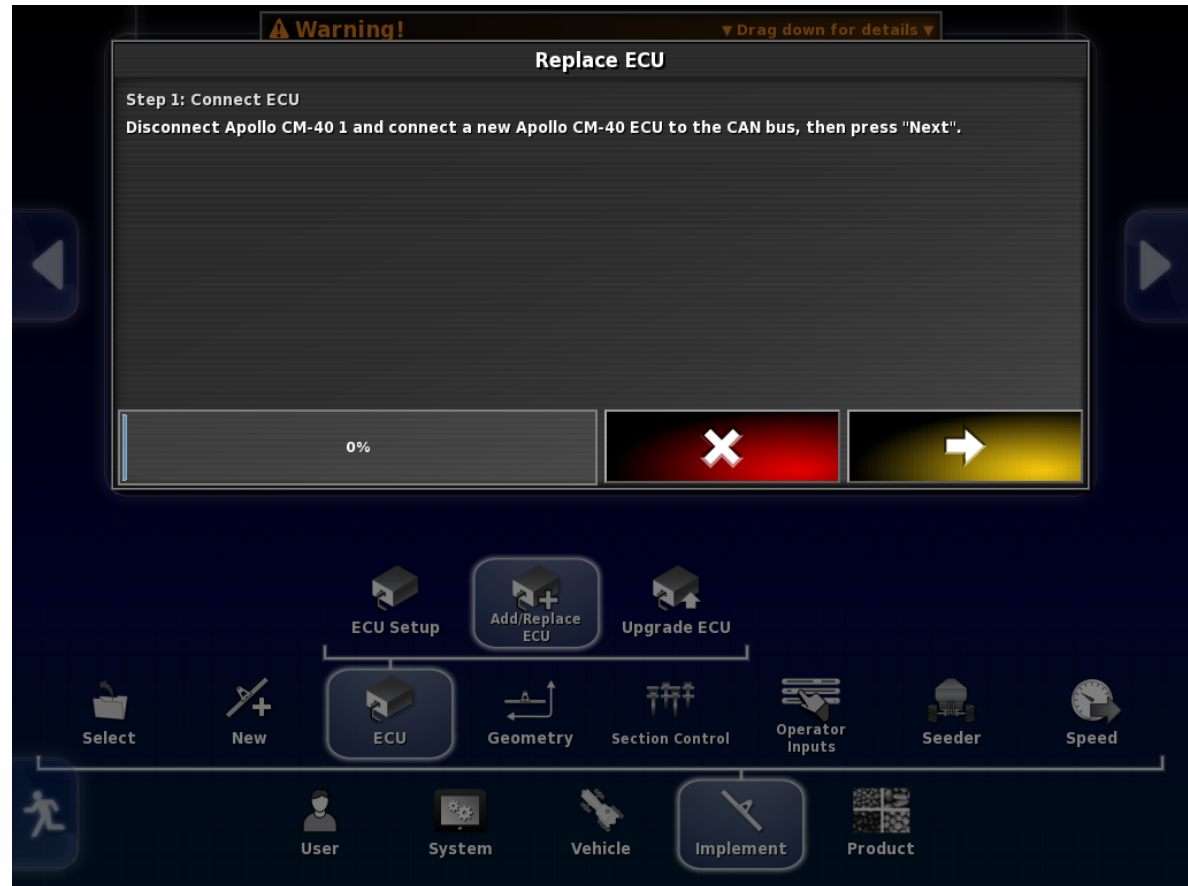 Warning!
▼ Drag down for details ▼
Replace ECU
Step 1: Connect ECU
Disconnect Apollo CM-40 1 and connect a new Apollo CM-40 ECU to the CAN bus, then press "Next".
0%
ECU Setup
Add/Replace
ECU
Upgrade ECU
Select
New
ECU
Geometry
Section Control
Operator
Inputs
Seeder
Speed
User
System
Vehicle
Implement
Product